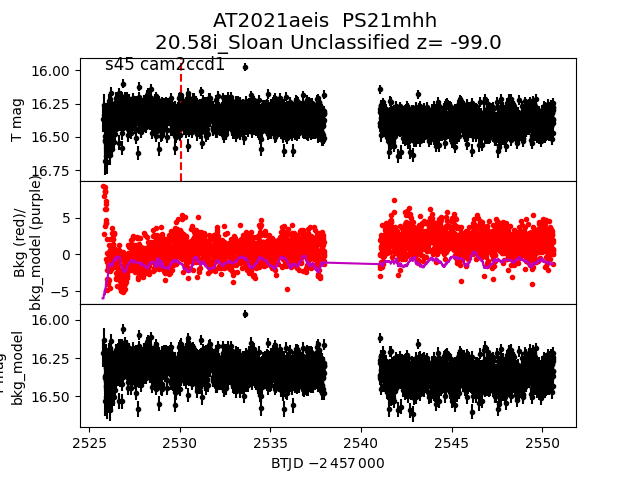 AT2021aeis  PS21mhh
20.58i_Sloan Unclassified z= -99.0
s45 cam2ccd1
T mag
16.00
16.25
16.50
16.75
Bkg (red)/
bkg_model (purple)
5
0
−5
bkg_model
16.00
16.25
16.50
2525
2530
2535
2540
2545
2550
BTJD −2 457 000